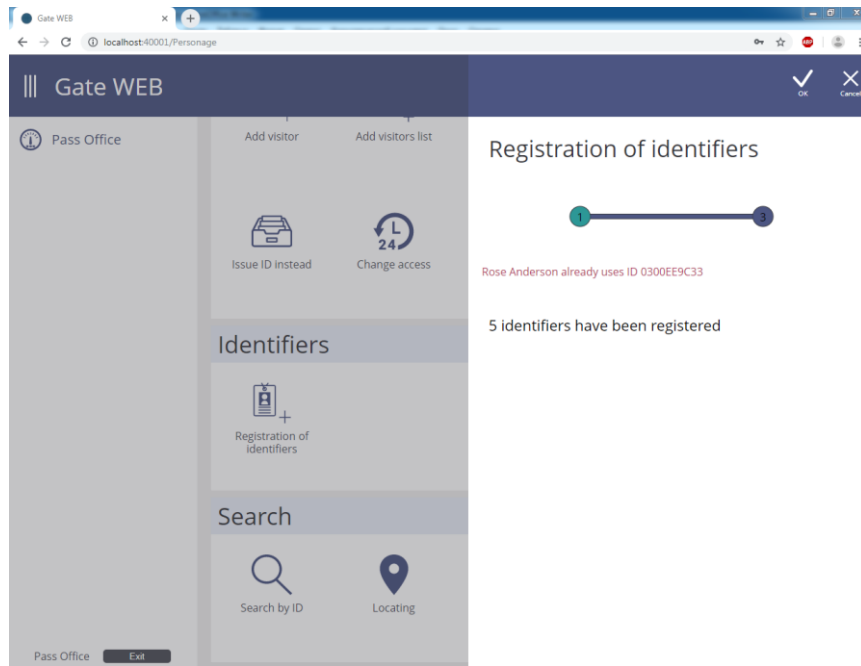 Gate WEB
localhost:40001/Personage
Gate WEB
OK
Cancel
Pass Office
Add visitor
Add visitors list
Issue ID instead
L
24
Change access
Identifiers
Registration of
identifiers
Search
Search by ID
Locating
Pass Office
Exit
Registration of identifiers
1
3
Rose Anderson already uses ID 0300EE9C33
5 identifiers have been registered